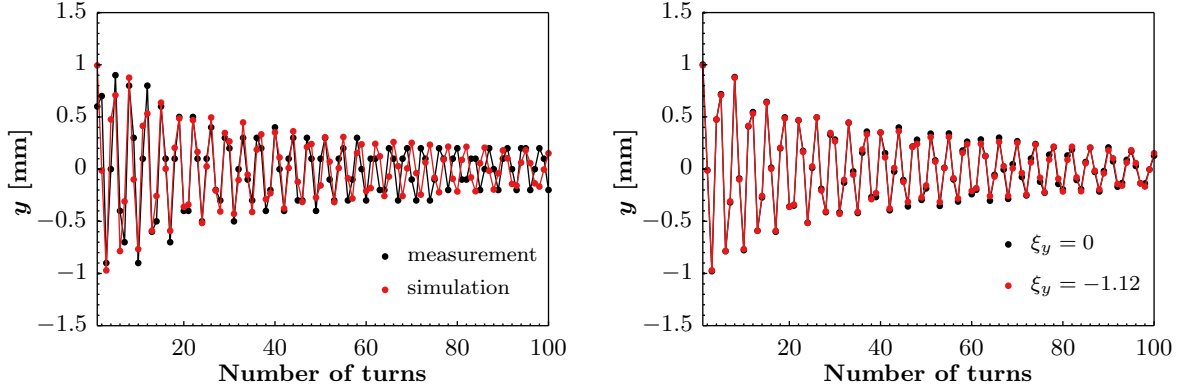 1.5
1
0.5
0
−0.5
−1
−1.5
y [mm]
measurement
simulation
20 40 60 80 100
Number of turns
1.5
1
0.5
0
−0.5
−1
−1.5
y [mm]
ξy = 0
ξy = −1.12
20 40 60 80 100
Number of turns